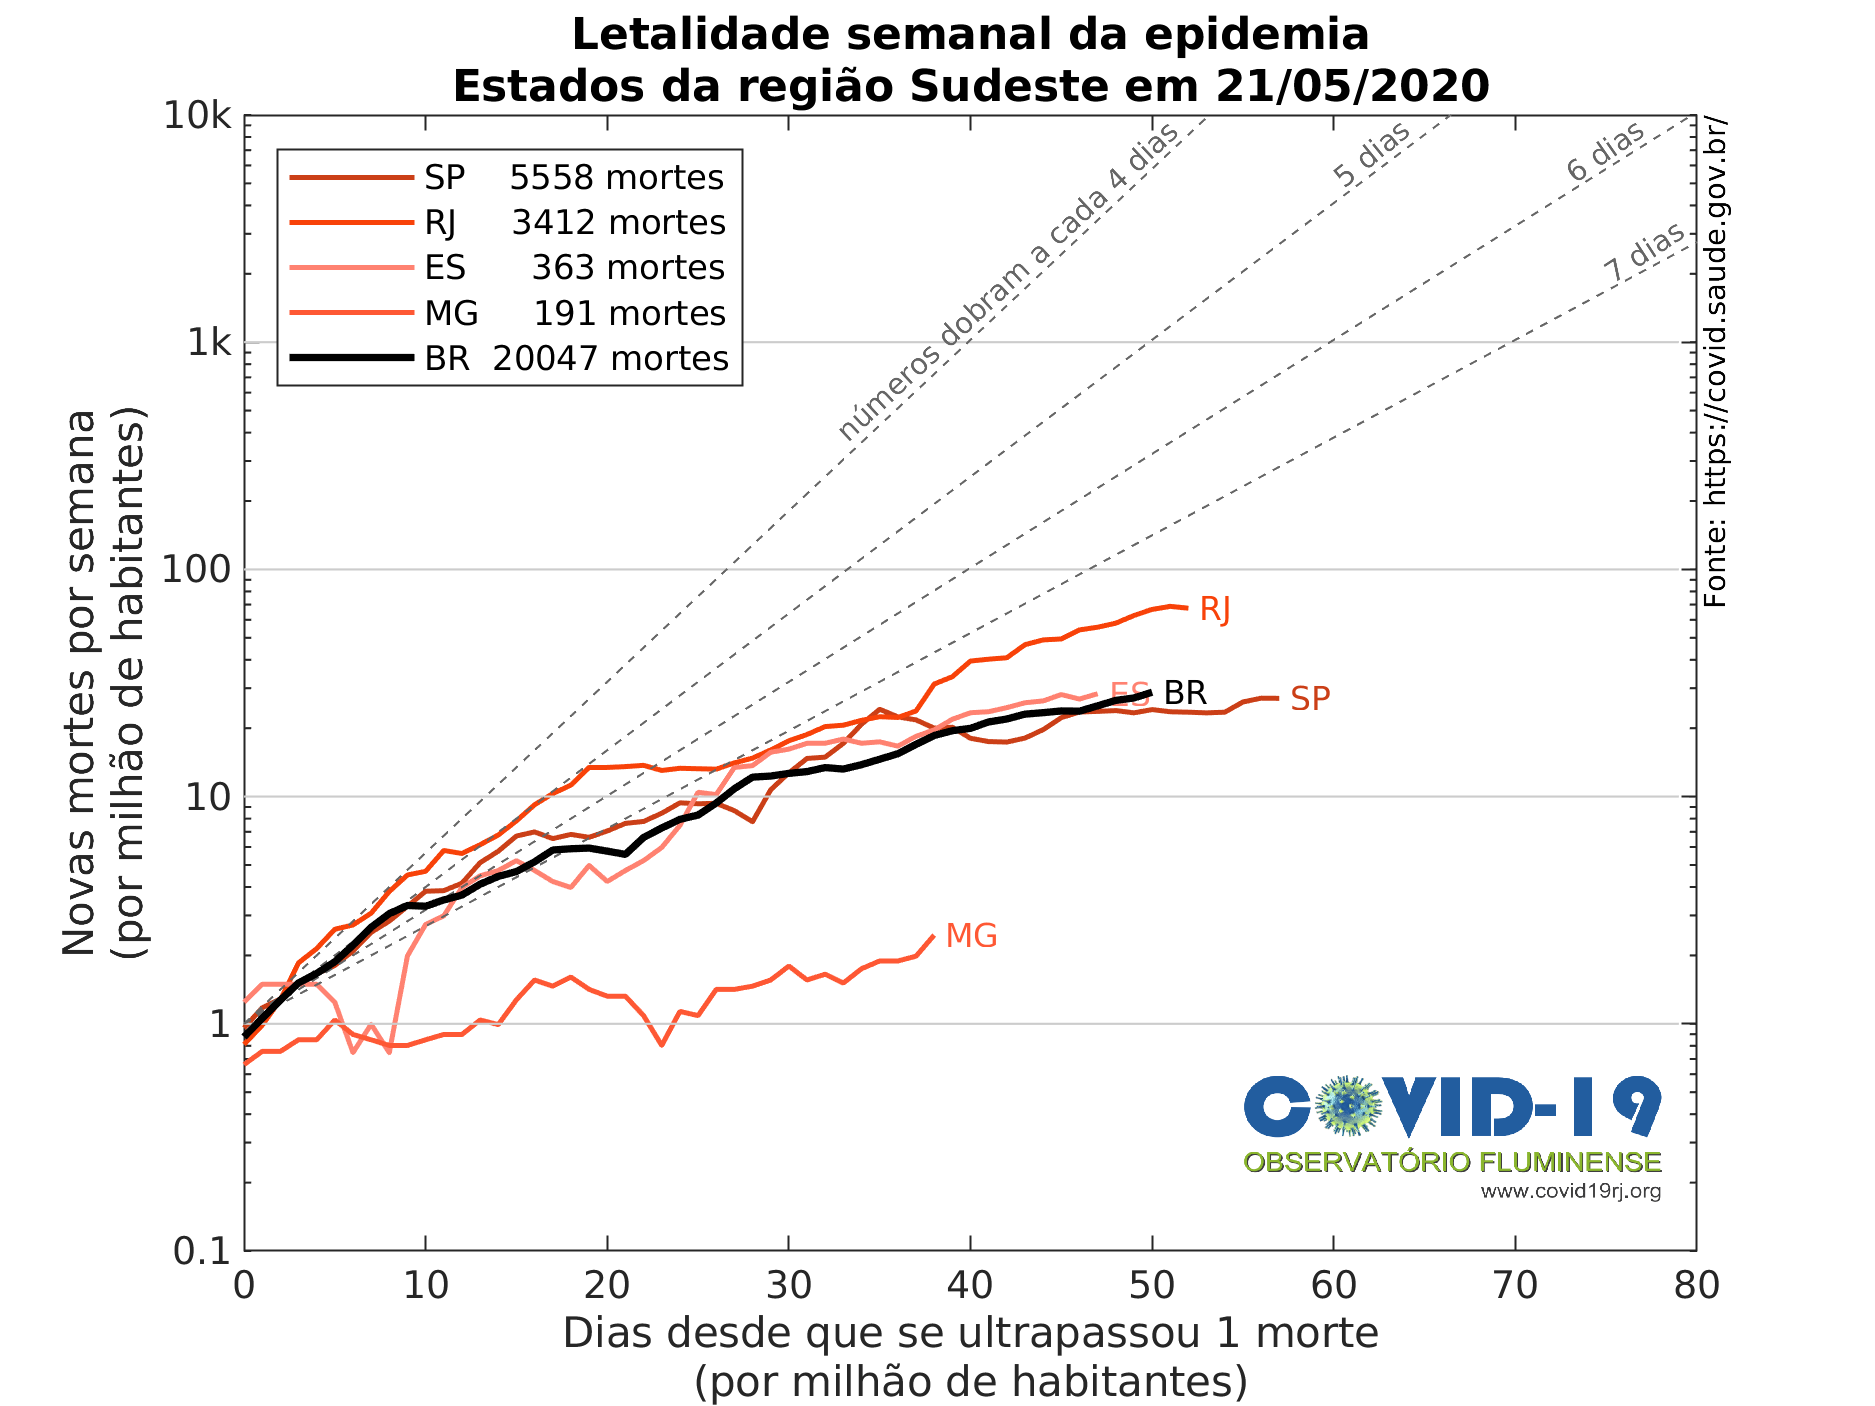 Letalidade semanal da epidemia
Estados da região Sudeste em 21/05/2020
10k
1k
100
10
1
0.1
Novas mortes por semana
(por milhão de habitantes)
SP 5558 mortes
RJ 3412 mortes
ES 363 mortes
MG 191 mortes
BR 20047 mortes
números dobram a cada 4 dias
5 dias
6 dias
7 dias
Fonte: https://covid.saude.gov.br/
RJ
ES
BR
SP
MG
COVID-19
OBSERVATÓRIO FLUMINENSE
www.covid19rj.org
0 10 20 30 40 50 60 70 80
Dias desde que se ultrapassou 1 morte
(por milhão de habitantes)